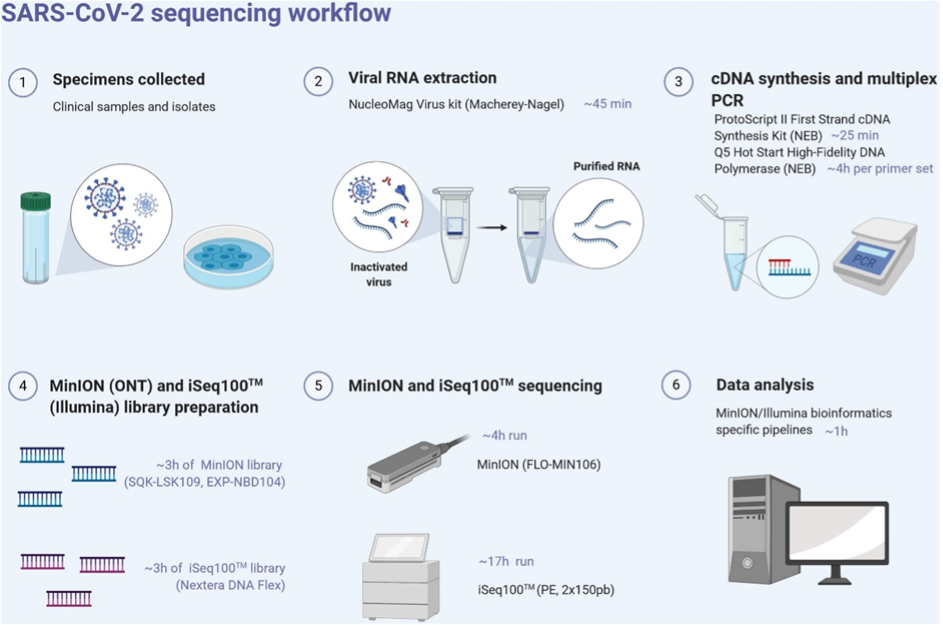 SARS-CoV-2 sequencing workflow
1
Specimens collected
Clinical samples and isolates
2
Viral RNA extraction
NucleoMag Virus kit (Macherey-Nagel) ~45 min
Purified RNA
Inactivated
virus
3
cDNA synthesis and multiplex
PCR
ProtoScript II First Strand cDNA
Synthesis Kit (NEB) ~25 min
Q5 Hot Start High-Fidelity DNA
Polymerase (NEB) ~4h per primer set
PCR
4
MinION (ONT) and iSeq100™
(Illumina) library preparation
~3h of MinION library
(SQK-LSK109, EXP-NBD104)
~3h of iSeq100™ library
(Nextera DNA Flex)
5
MinION and iSeq100™ sequencing
~4h run
MinION (FLO-MIN106)
~17h run
iSeq100™ (PE, 2x150pb)
6
Data analysis
MinION/Illumina bioinformatics
specific pipelines ~1h